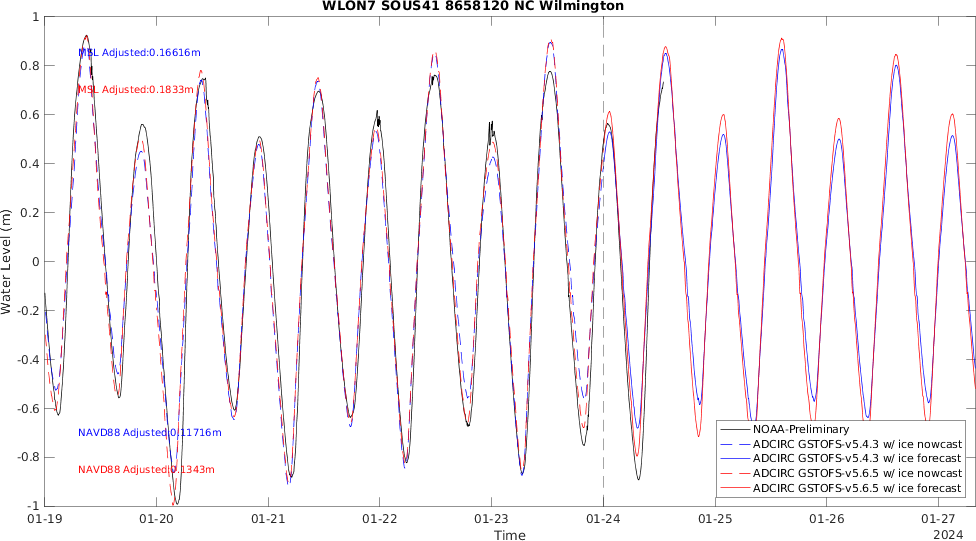 WLON7 SOUS41 8658120 NC Wilmington
1
0.8
0.6
0.4
0.2
0
-0.2
-0.4
-0.6
-0.8
-1
Water Level (m)
MSL Adjusted:0.16616m
MSL Adjusted:0.1833m
NAVD88 Adjusted:0.11716m
NAVD88 Adjusted:0.1343m
NOAA-Preliminary
ADCIRC GSTOFS-v5.4.3 w/ ice nowcast
ADCIRC GSTOFS-v5.4.3 w/ ice forecast
ADCIRC GSTOFS-v5.6.5 w/ ice nowcast
ADCIRC GSTOFS-v5.6.5 w/ ice forecast
01-19 01-20 01-21 01-22 01-23 01-24 01-25 01-26 01-27
Time
2024